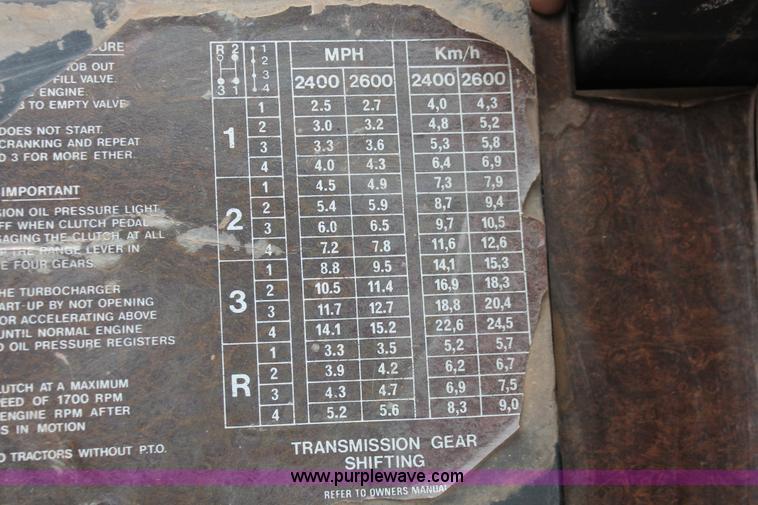 URE
OB OUT
FILL VALVE.
ENGINE.
S TO EMPTY VALVE
DOES NOT START.
CRANKING AND REPEAT
D 3 FOR MORE ETHER.
IMPORTANT
SION OIL PRESSURE LIGHT
FF WHEN CLUTCH PEDAL
GAGING THE CLUTCH, AT ALL
THE RANGE LEVER IN
E FOUR GEARS.
HE TURBOCHARGER
ART-UP BY NOT OPENING
OR ACCELERATING ABOVE
UNTIL NORMAL ENGINE
D OIL PRESSURE REGISTERS
LUTCH AT A MAXIMUM
EED OF 1700 RPM
ENGINE RPM AFTER
S IN MOTION
D TRACTORS WITHOUT P.T.O.
R 2 1
2
3
3 1 4
MPH Km/h
2400 2600 2400 2600
1 1 2.5 2.7 4,0 4,3
2 3.0 3.2 4,8 5,2
3 3.3 3.6 5,3 5,8
4 4.0 4.3 6,4 6,9
2 1 4.5 4.9 7,3 7,9
2 5.4 5.9 8,7 9,4
3 6.0 6.5 9,7 10,5
4 7.2 7.8 11,6 12,6
3 1 8.8 9.5 14,1 15,3
2 10.5 11.4 16,9 18,3
3 11.7 12.7 18,8 20,4
4 14.1 15.2 22,6 24,5
R 1 3.3 3.5 5,2 5,7
2 3.9 4.2 6,2 6,7
3 4.3 4.7 6,9 7,5
4 5.2 5.6 8,3 9,0
TRANSMISSION GEAR
SHIFTING
www.purplewave.com
REFER TO OWNERS MANUAL